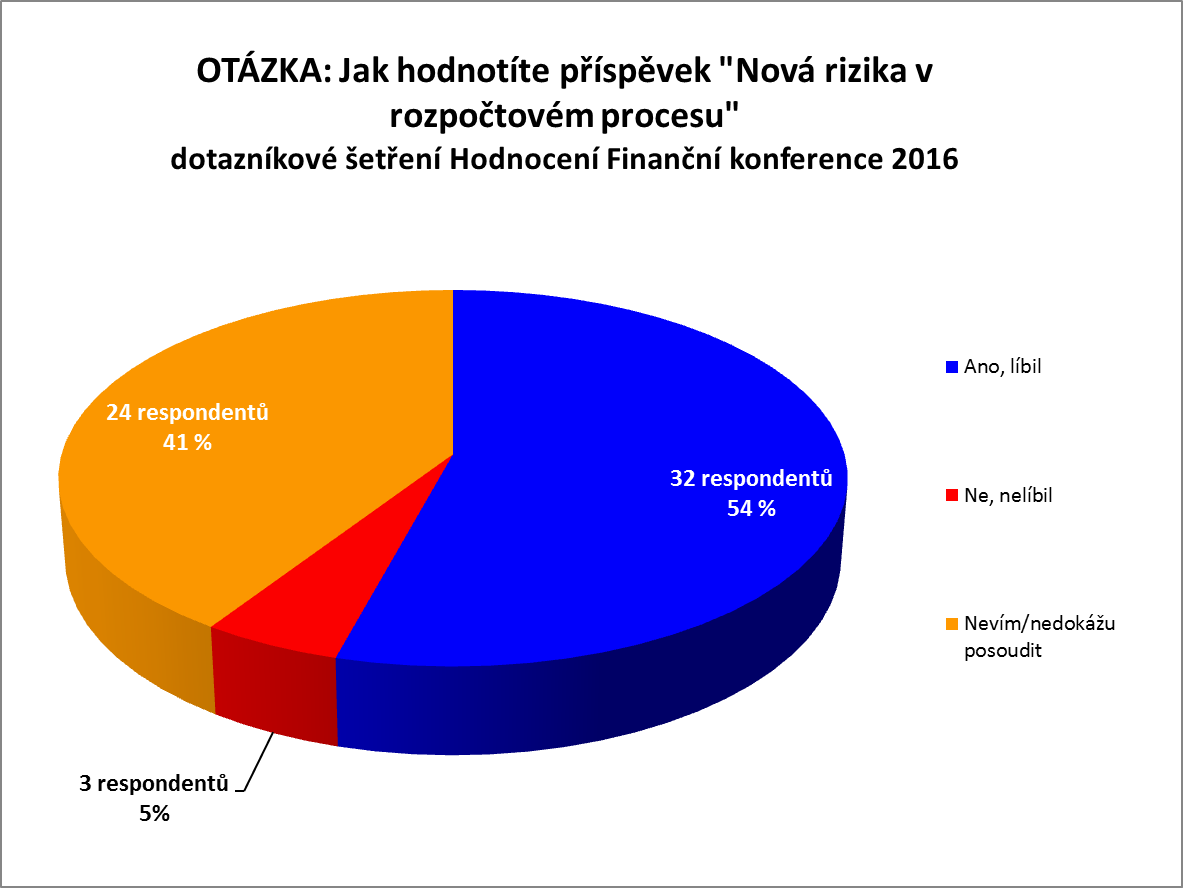 OTÁZKA: Jak hodnotíte příspěvek "Nová rizika v
rozpočtovém procesu"
dotazníkové šetření Hodnocení Finanční konference 2016
24 respondentů
41 %
32 respondentů
54 %
3 respondentů
5%
Ano, líbil
Ne, nelíbil
Nevím/nedokážu
posoudit